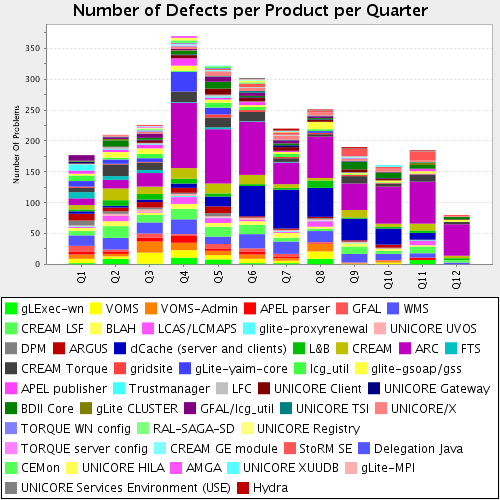 Number of Defects per Product per Quarter
Number Of Problems
350
300
250
200
150
100
50
0
Q1 Q2 Q3 Q4 Q5 Q6 Q7 Q8 Q9 Q10 Q11 Q12
gLExec-wn VOMS VOMS-Admin APEL parser GFAL WMS
CREAM LSF BLAH LCAS/LCMAPS glite-proxyrenewal UNICORE UVOS
DPM ARGUS dCache (server and clients) L&B CREAM ARC FTS
CREAM Torque gridsite gLite-yaim-core lcg_util glite-gsoap/gss
APEL publisher Trustmanager LFC UNICORE Client UNICORE Gateway
BDII Core gLite CLUSTER GFAL/lcg_util UNICORE TSI UNICORE/X
TORQUE WN config RAL-SAGA-SD UNICORE Registry
TORQUE server config CREAM GE module StoRM SE Delegation Java
CEMon UNICORE HILA AMGA UNICORE XUUDB gLite-MPI
UNICORE Services Environment (USE) Hydra